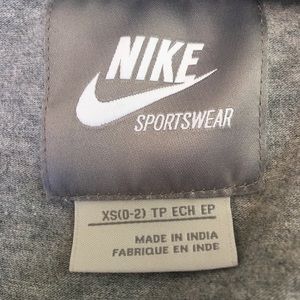 NIKE
SPORTSWEAR
XS(0-2) TP ECH EP
MADE IN INDIA
FABRIQUE EN INDE